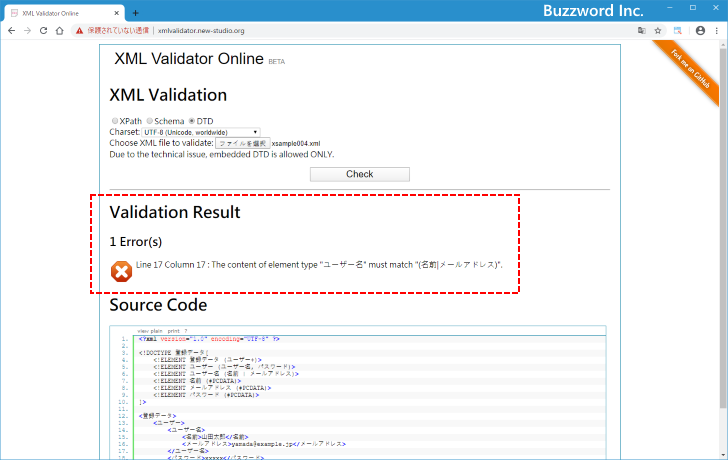 Buzzword Inc.
XML Validator Online
保護されていない通信 | xmlvalidator.new-studio.org
Fork me on GitHub
XML Validator Online BETA
XML Validation
XPath Schema DTD
Charset: UTF-8 (Unicode, worldwide)
Choose XML file to validate: ファイルを選択 xsample004.xml
Due to the technical issue, embedded DTD is allowed ONLY.
Check
Validation Result
1 Error(s)
Line 17 Column 17 : The content of element type "ユーザー名" must match "(名前|メールアドレス)".
Source Code
view plain print ?
1. <?xml version="1.0" encoding="UTF-8" ?>
2.
3. <!DOCTYPE 登録データ[
4. <!ELEMENT 登録データ (ユーザー+)>
5. <!ELEMENT ユーザー (ユーザー名, パスワード)>
6. <!ELEMENT ユーザー名 (名前 | メールアドレス)>
7. <!ELEMENT 名前 (#PCDATA)>
8. <!ELEMENT メールアドレス (#PCDATA)>
9. <!ELEMENT パスワード (#PCDATA)>
10. ]>
11.
12. <登録データ>
13. <ユーザー>
14. <ユーザー名>
15. <名前>山田太郎</名前>
16. <メールアドレス>yamada@example.jp</メールアドレス>
17. </ユーザー名>
18. <パスワード>xxxxx</パスワード>